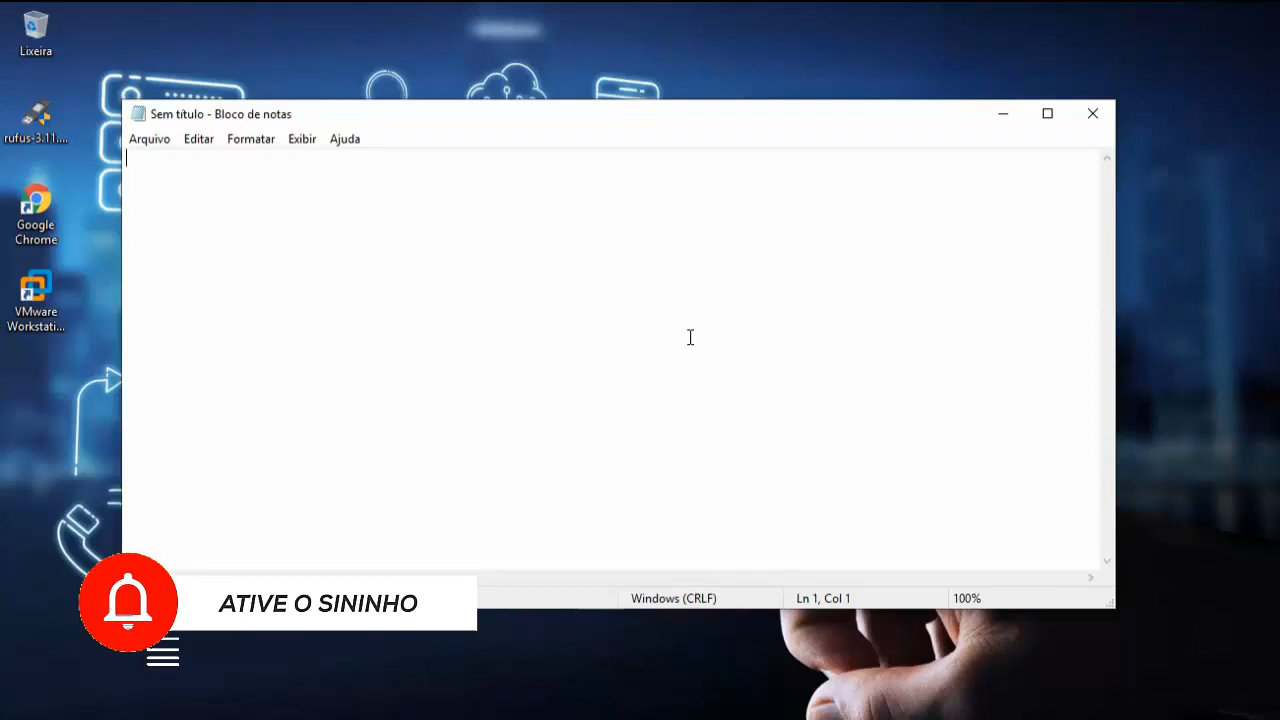 Lixeira
rufus-3.11....
Google
Chrome
VMware
Workstati...
Sem título - Bloco de notas
Arquivo Editar Formatar Exibir Ajuda
Windows (CRLF) Ln 1, Col 1 100%
ATIVE O SININHO